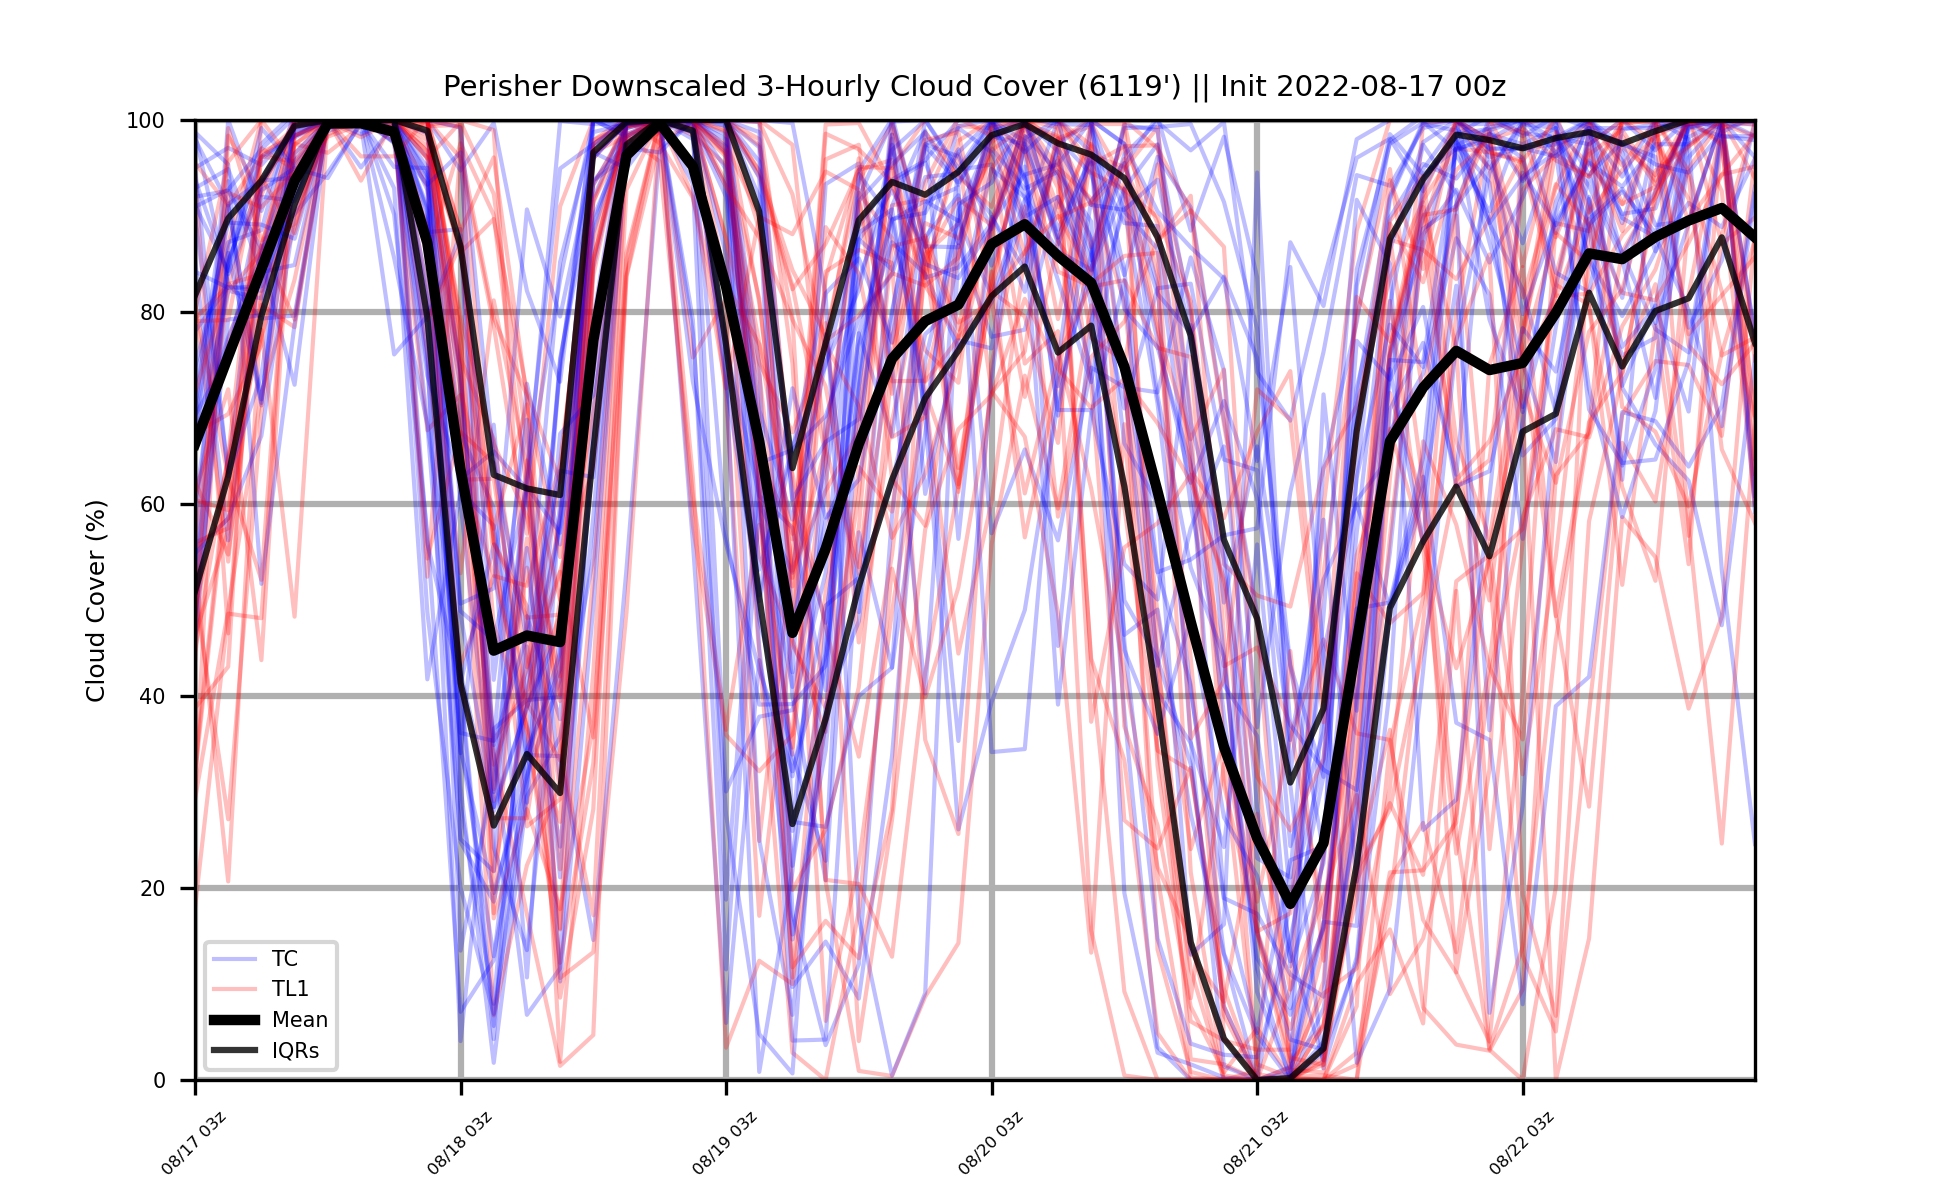 Perisher Downscaled 3-Hourly Cloud Cover (6119') || Init 2022-08-17 00z
Cloud Cover (%)
100
80
60
40
20
0
TC
TL1
Mean
IQRs
08/17 03z
08/18 03z
08/19 03z
08/20 03z
08/21 03z
08/22 03z